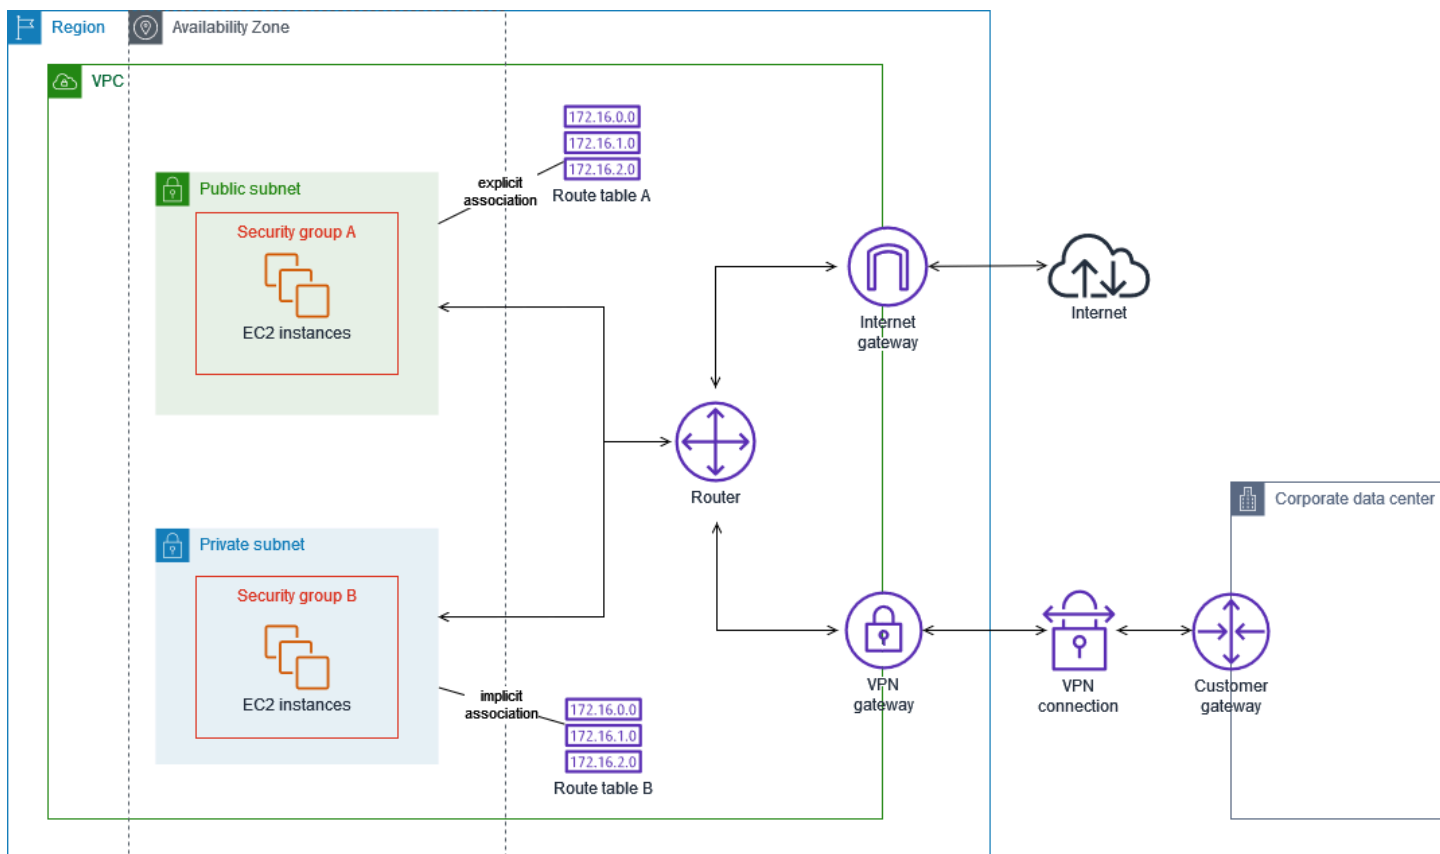 Region
Availability Zone
VPC
172.16.0.0
172.16.1.0
172.16.2.0
Route table A
explicit
association
Public subnet
Security group A
EC2 instances
Internet
gateway
Internet
Router
Corporate data center
Private subnet
Security group B
EC2 instances
implicit
association
172.16.0.0
172.16.1.0
172.16.2.0
Route table B
VPN
gateway
VPN
connection
Customer
gateway